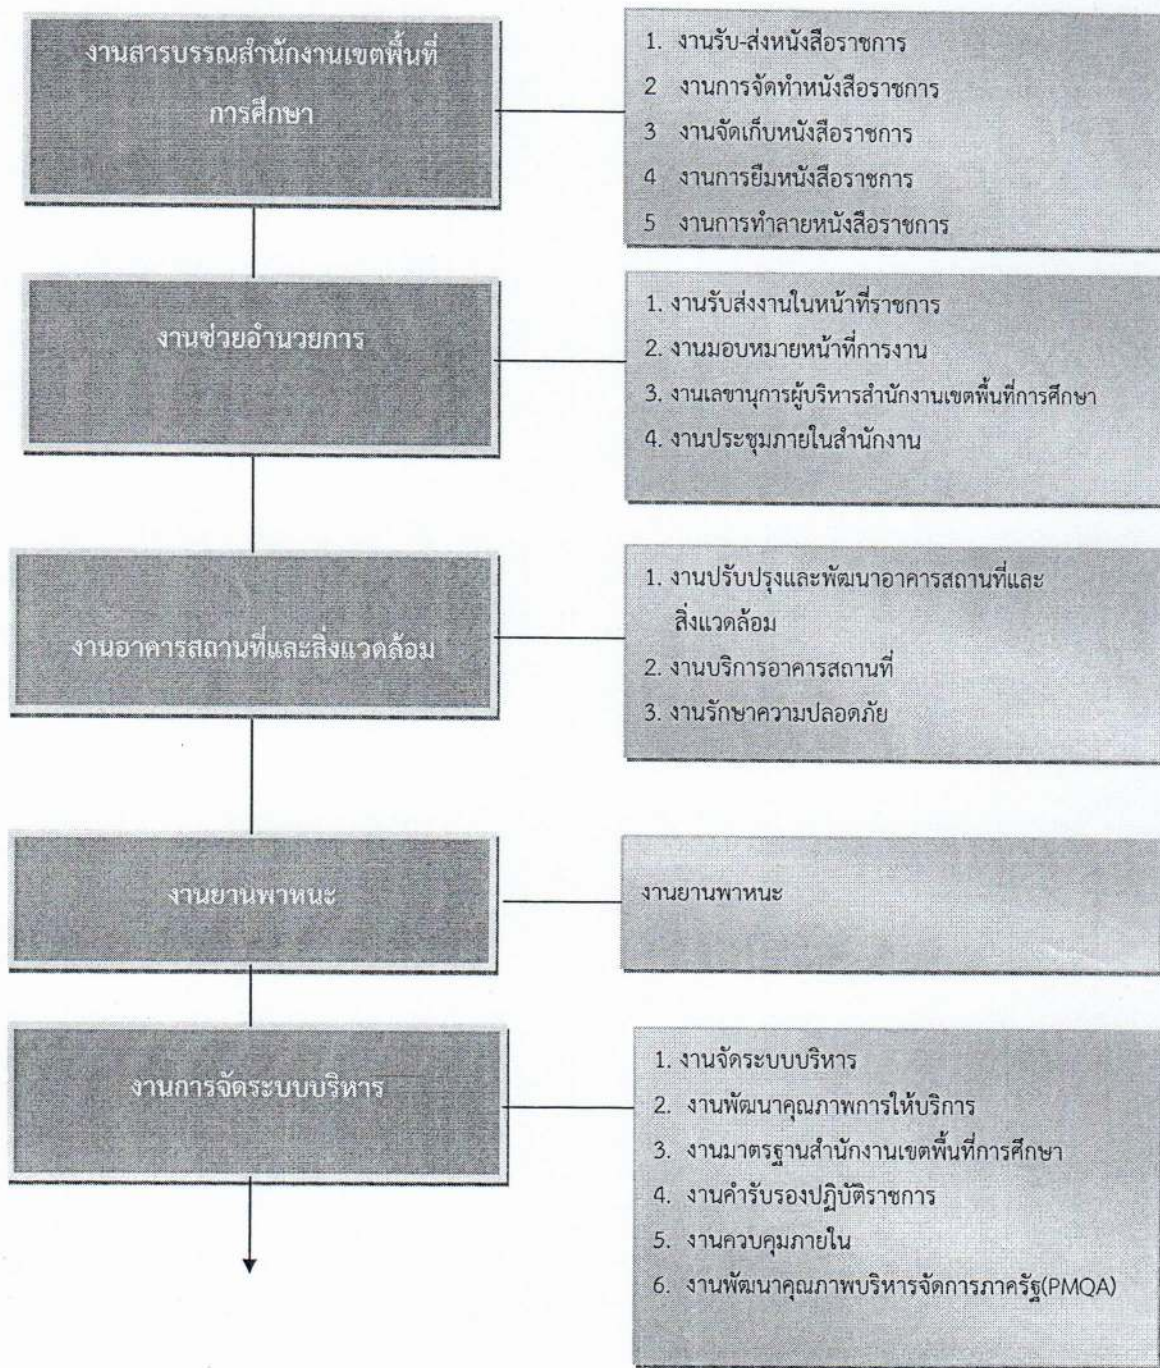 งานสารบรรณสำนักงานเขตพื้นที่
การศึกษา
1. งานรับ-ส่งหนังสือราชการ
2 งานการจัดทำหนังสือราชการ
3 งานจัดเก็บหนังสือราชการ
4 งานการยืมหนังสือราชการ
5 งานการทำลายหนังสือราชการ
งานช่วยอำนวยการ
1. งานรับส่งงานในหน้าที่ราชการ
2. งานมอบหมายหน้าที่การงาน
3. งานเลขานุการผู้บริหารสำนักงานเขตพื้นที่การศึกษา
4. งานประชุมภายในสำนักงาน
งานอาคารสถานที่และสิ่งแวดล้อม
1. งานปรับปรุงและพัฒนาอาคารสถานที่และ
สิ่งแวดล้อม
2. งานบริการอาคารสถานที่
3. งานรักษาความปลอดภัย
งานยานพาหนะ
งานยานพาหนะ
งานการจัดระบบบริหาร
1. งานจัดระบบบริหาร
2. งานพัฒนาคุณภาพการให้บริการ
3. งานมาตรฐานสำนักงานเขตพื้นที่การศึกษา
4. งานคำรับรองปฏิบัติราชการ
5. งานควบคุมภายใน
6. งานพัฒนาคุณภาพบริหารจัดการภาครัฐ(PMQA)